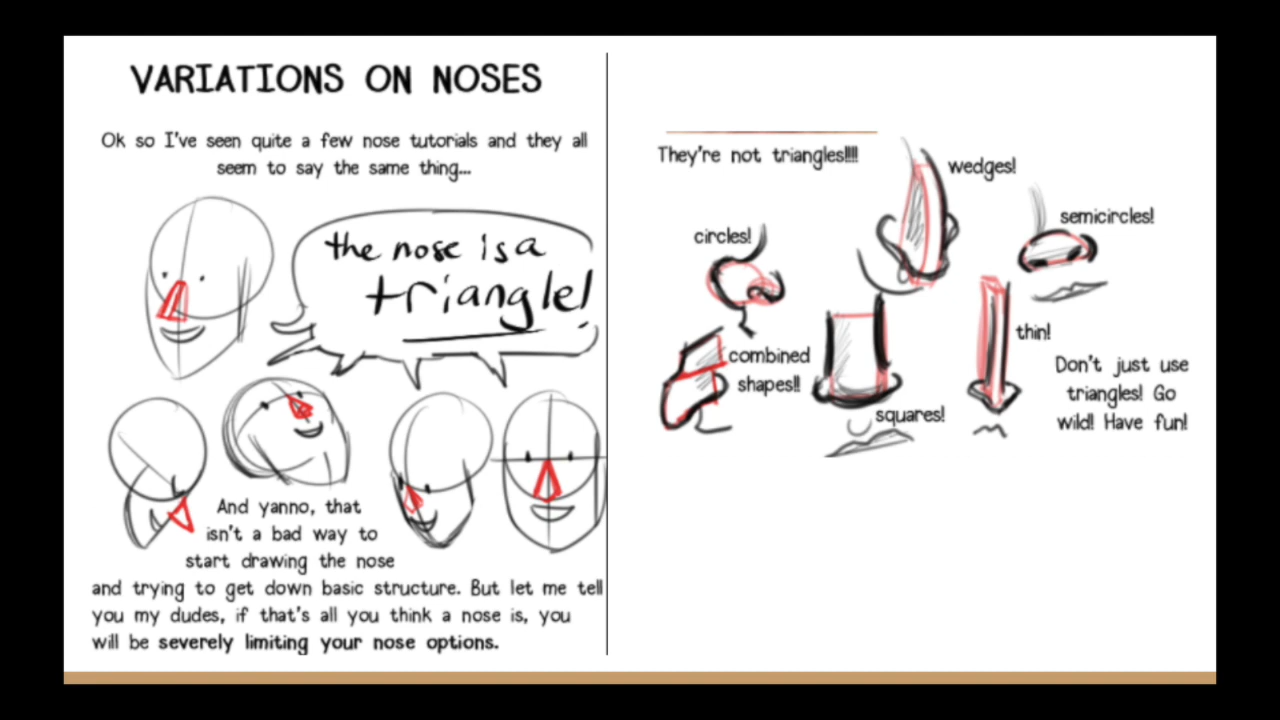 VARIATIONS ON NOSES
Ok so I've seen quite a few nose tutorials and they all
seem to say the same thing...
the nose is a
triangle!
And yanno, that
isn't a bad way to
start drawing the nose
and trying to get down basic structure. But let me tell
you my dudes, if that's all you think a nose is, you
will be severely limiting your nose options.
They're not triangles!!!!
wedges!
semicircles!
circles!
thin!
combined
shapes!!
squares!
Don't just use
triangles! Go
wild! Have fun!